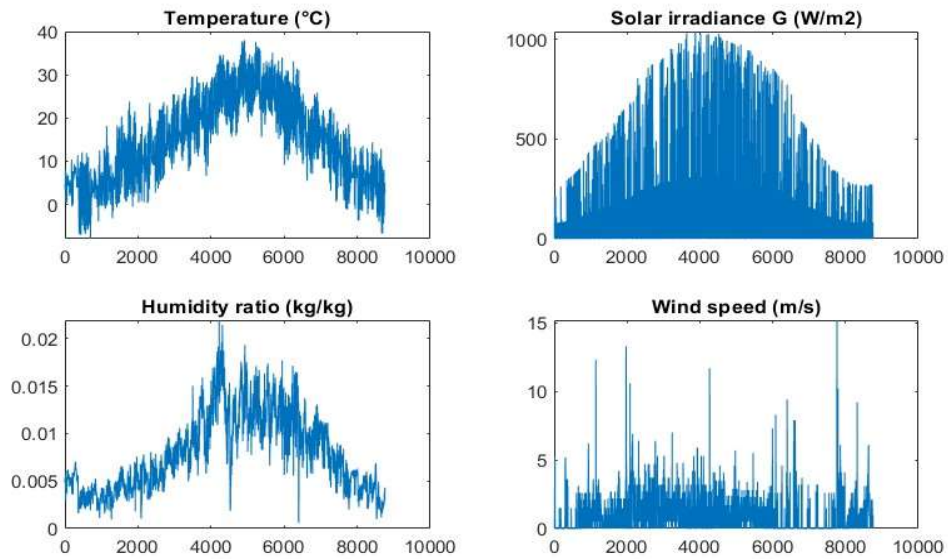 Temperature (°C)
40
30
20
10
0
0 2000 4000 6000 8000 10000
Solar irradiance G (W/m2)
1000
500
0
0 2000 4000 6000 8000 10000
Humidity ratio (kg/kg)
0.02
0.015
0.01
0.005
0
0 2000 4000 6000 8000 10000
Wind speed (m/s)
15
10
5
0
0 2000 4000 6000 8000 10000